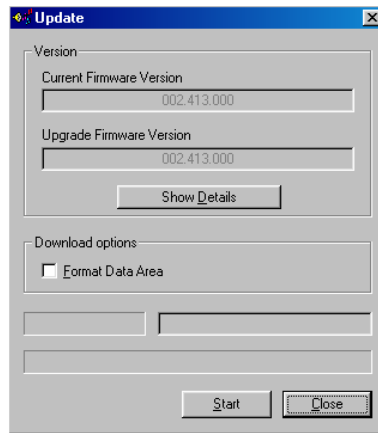 Update
Version
Current Firmware Version
002.413.000
Upgrade Firmware Version
002.413.000
Show Details
Download options
Format Data Area
Start Close